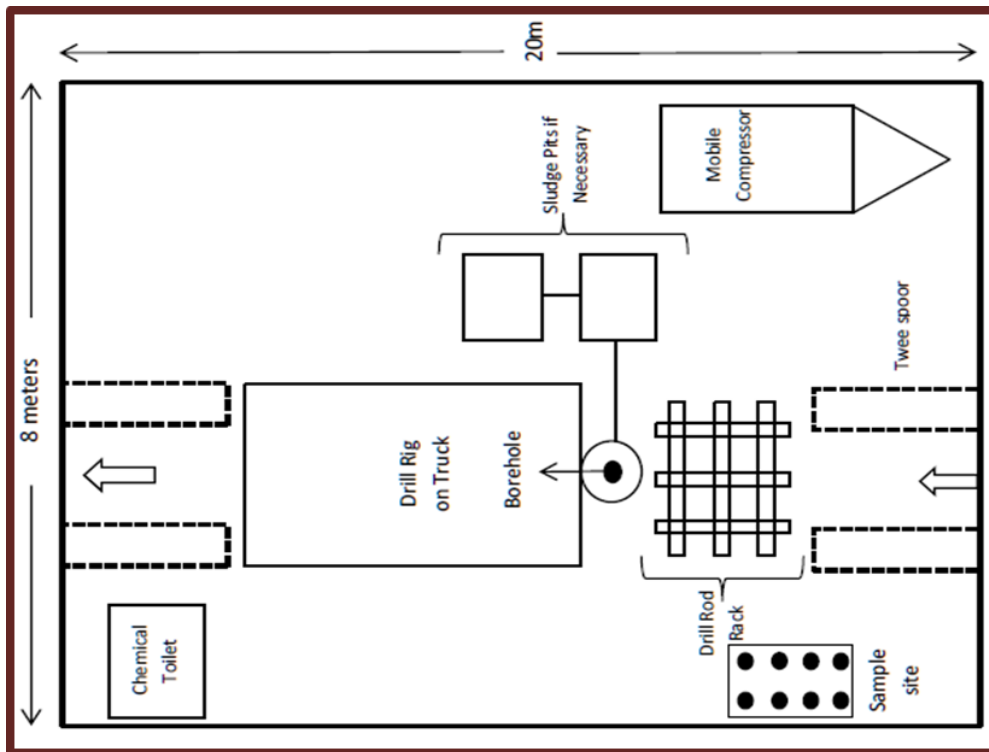 20m
8 meters
Sludge Pits if
Necessary
Mobile
Compressor
Twee spoor
Drill Rig
on Truck
Borehole
Drill Rod
Rack
Chemical
Toilet
Sample
site